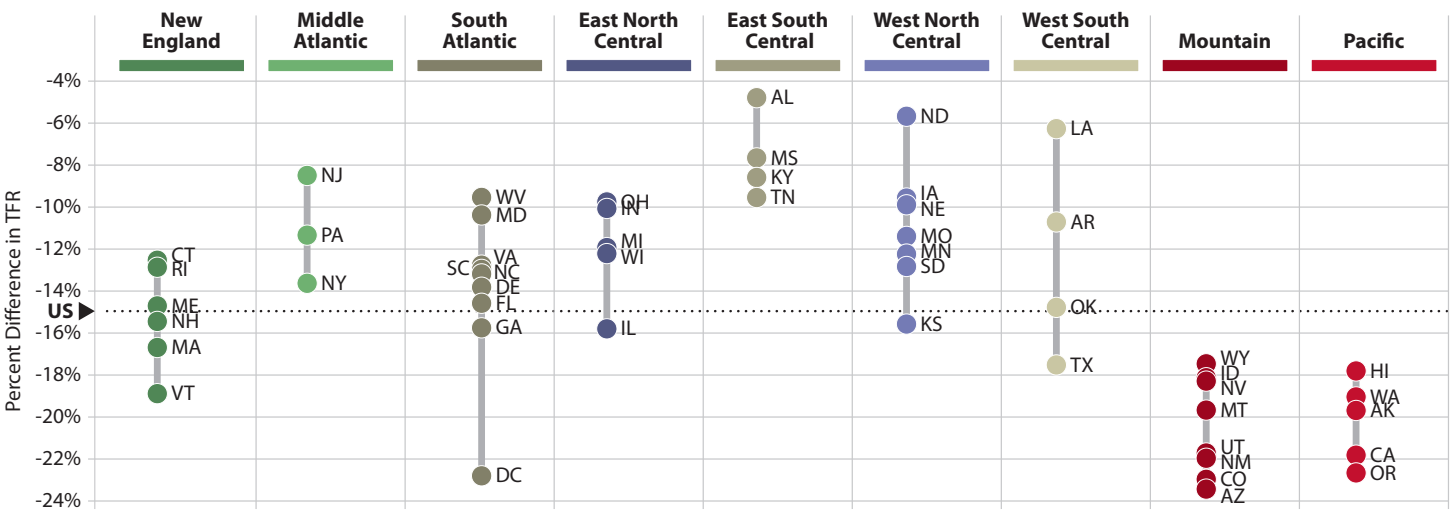 New
England
Middle
Atlantic
South
Atlantic
East North
Central
East South
Central
West North
Central
West South
Central
Mountain
Pacific
Percent Difference in TFR
-4%
-6%
-8%
-10%
-12%
-14%
US
-16%
-18%
-20%
-22%
-24%
CT
RI
ME
NH
MA
VT
NJ
PA
NY
WV
MD
VA
SC
NC
DE
FL
GA
DC
OH
IN
MI
WI
IL
AL
MS
KY
TN
ND
IA
NE
MO
MN
SD
KS
LA
AR
OK
TX
WY
ID
NV
MT
UT
NM
CO
AZ
HI
WA
AK
CA
OR